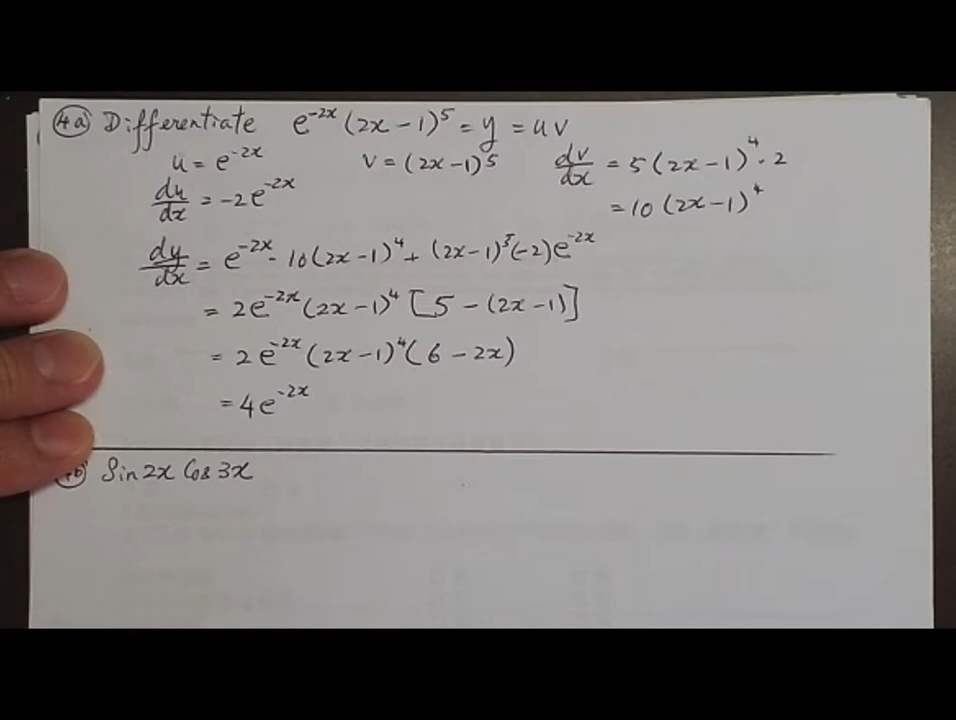 4a Differentiate e^{-2x}(2x-1)^5 = y = uv
u = e^{-2x} v = (2x-1)^5 dv/dx = 5(2x-1)^4 · 2
du/dx = -2e^{-2x} = 10(2x-1)^4
dy/dx = e^{-2x} · 10(2x-1)^4 + (2x-1)^5(-2)e^{-2x}
= 2e^{-2x}(2x-1)^4 [5 - (2x-1)]
= 2e^{-2x}(2x-1)^4(6-2x)
= 4e^{-2x}
4b Sin 2x Cos 3x